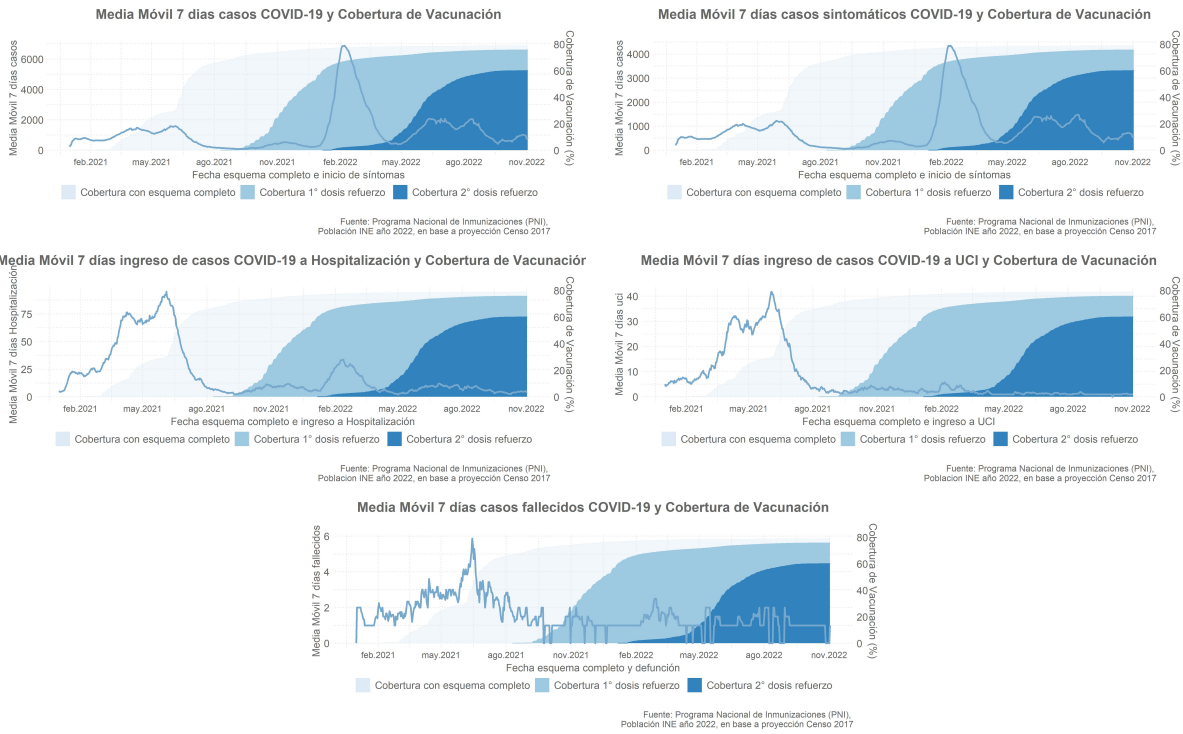 Media Móvil 7 dias casos COVID-19 y Cobertura de Vacunación
Media Móvil 7 días casos
6000
4000
2000
0
Cobertura de Vacunación (%)
80
60
40
20
0
feb.2021 may.2021 ago.2021 nov.2021 feb.2022 may.2022 ago.2022 nov.2022
Fecha esquema completo e inicio de síntomas
Cobertura con esquema completo Cobertura 1° dosis refuerzo Cobertura 2° dosis refuerzo
Fuente: Programa Nacional de Inmunizaciones (PNI),
Población INE año 2022, en base a proyección Censo 2017
Media Móvil 7 días casos sintomáticos COVID-19 y Cobertura de Vacunación
Media Móvil 7 días casos
4000
3000
2000
1000
0
Cobertura de Vacunación (%)
80
60
40
20
0
feb.2021 may.2021 ago.2021 nov.2021 feb.2022 may.2022 ago.2022 nov.2022
Fecha esquema completo e inicio de síntomas
Cobertura con esquema completo Cobertura 1° dosis refuerzo Cobertura 2° dosis refuerzo
Fuente: Programa Nacional de Inmunizaciones (PNI),
Población INE año 2022, en base a proyección Censo 2017
Media Móvil 7 días ingreso de casos COVID-19 a Hospitalización y Cobertura de Vacunación
Media Móvil 7 días Hospitalización
75
50
25
0
Cobertura de Vacunación (%)
80
60
40
20
0
feb.2021 may.2021 ago.2021 nov.2021 feb.2022 may.2022 ago.2022 nov.2022
Fecha esquema completo e ingreso a Hospitalización
Cobertura con esquema completo Cobertura 1° dosis refuerzo Cobertura 2° dosis refuerzo
Fuente: Programa Nacional de Inmunizaciones (PNI),
Poblacion INE año 2022, en base a proyección Censo 2017
Media Móvil 7 días ingreso de casos COVID-19 a UCI y Cobertura de Vacunación
Media Móvil 7 días uci
40
30
20
10
0
Cobertura de Vacunación (%)
80
60
40
20
0
feb.2021 may.2021 ago.2021 nov.2021 feb.2022 may.2022 ago.2022 nov.2022
Fecha esquema completo e ingreso a UCI
Cobertura con esquema completo Cobertura 1° dosis refuerzo Cobertura 2° dosis refuerzo
Fuente: Programa Nacional de Inmunizaciones (PNI),
Poblacion INE año 2022, en base a proyección Censo 2017
Media Móvil 7 días casos fallecidos COVID-19 y Cobertura de Vacunación
Media Móvil 7 días fallecidos
6
4
2
0
Cobertura de Vacunación (%)
80
60
40
20
0
feb.2021 may.2021 ago.2021 nov.2021 feb.2022 may.2022 ago.2022 nov.2022
Fecha esquema completo y defunción
Cobertura con esquema completo Cobertura 1° dosis refuerzo Cobertura 2° dosis refuerzo
Fuente: Programa Nacional de Inmunizaciones (PNI),
Población INE año 2022, en base a proyección Censo 2017